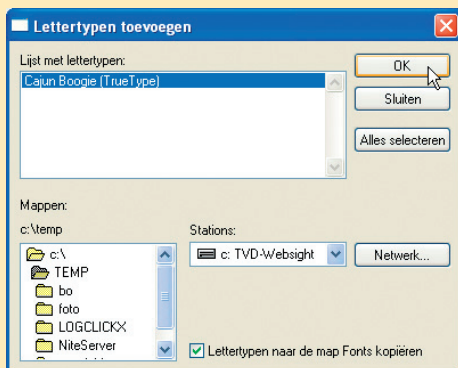 Lettertypen toevoegen
Lijst met lettertypen:
Cajun Boogie (TrueType)
OK
Sluiten
Alles selecteren
Mappen:
c:\temp
Stations:
c:\
TEMP
bo
foto
LOGCLICKX
NiteServer
c: TVD-Websight
Netwerk...
Lettertypen naar de map Fonts kopiëren